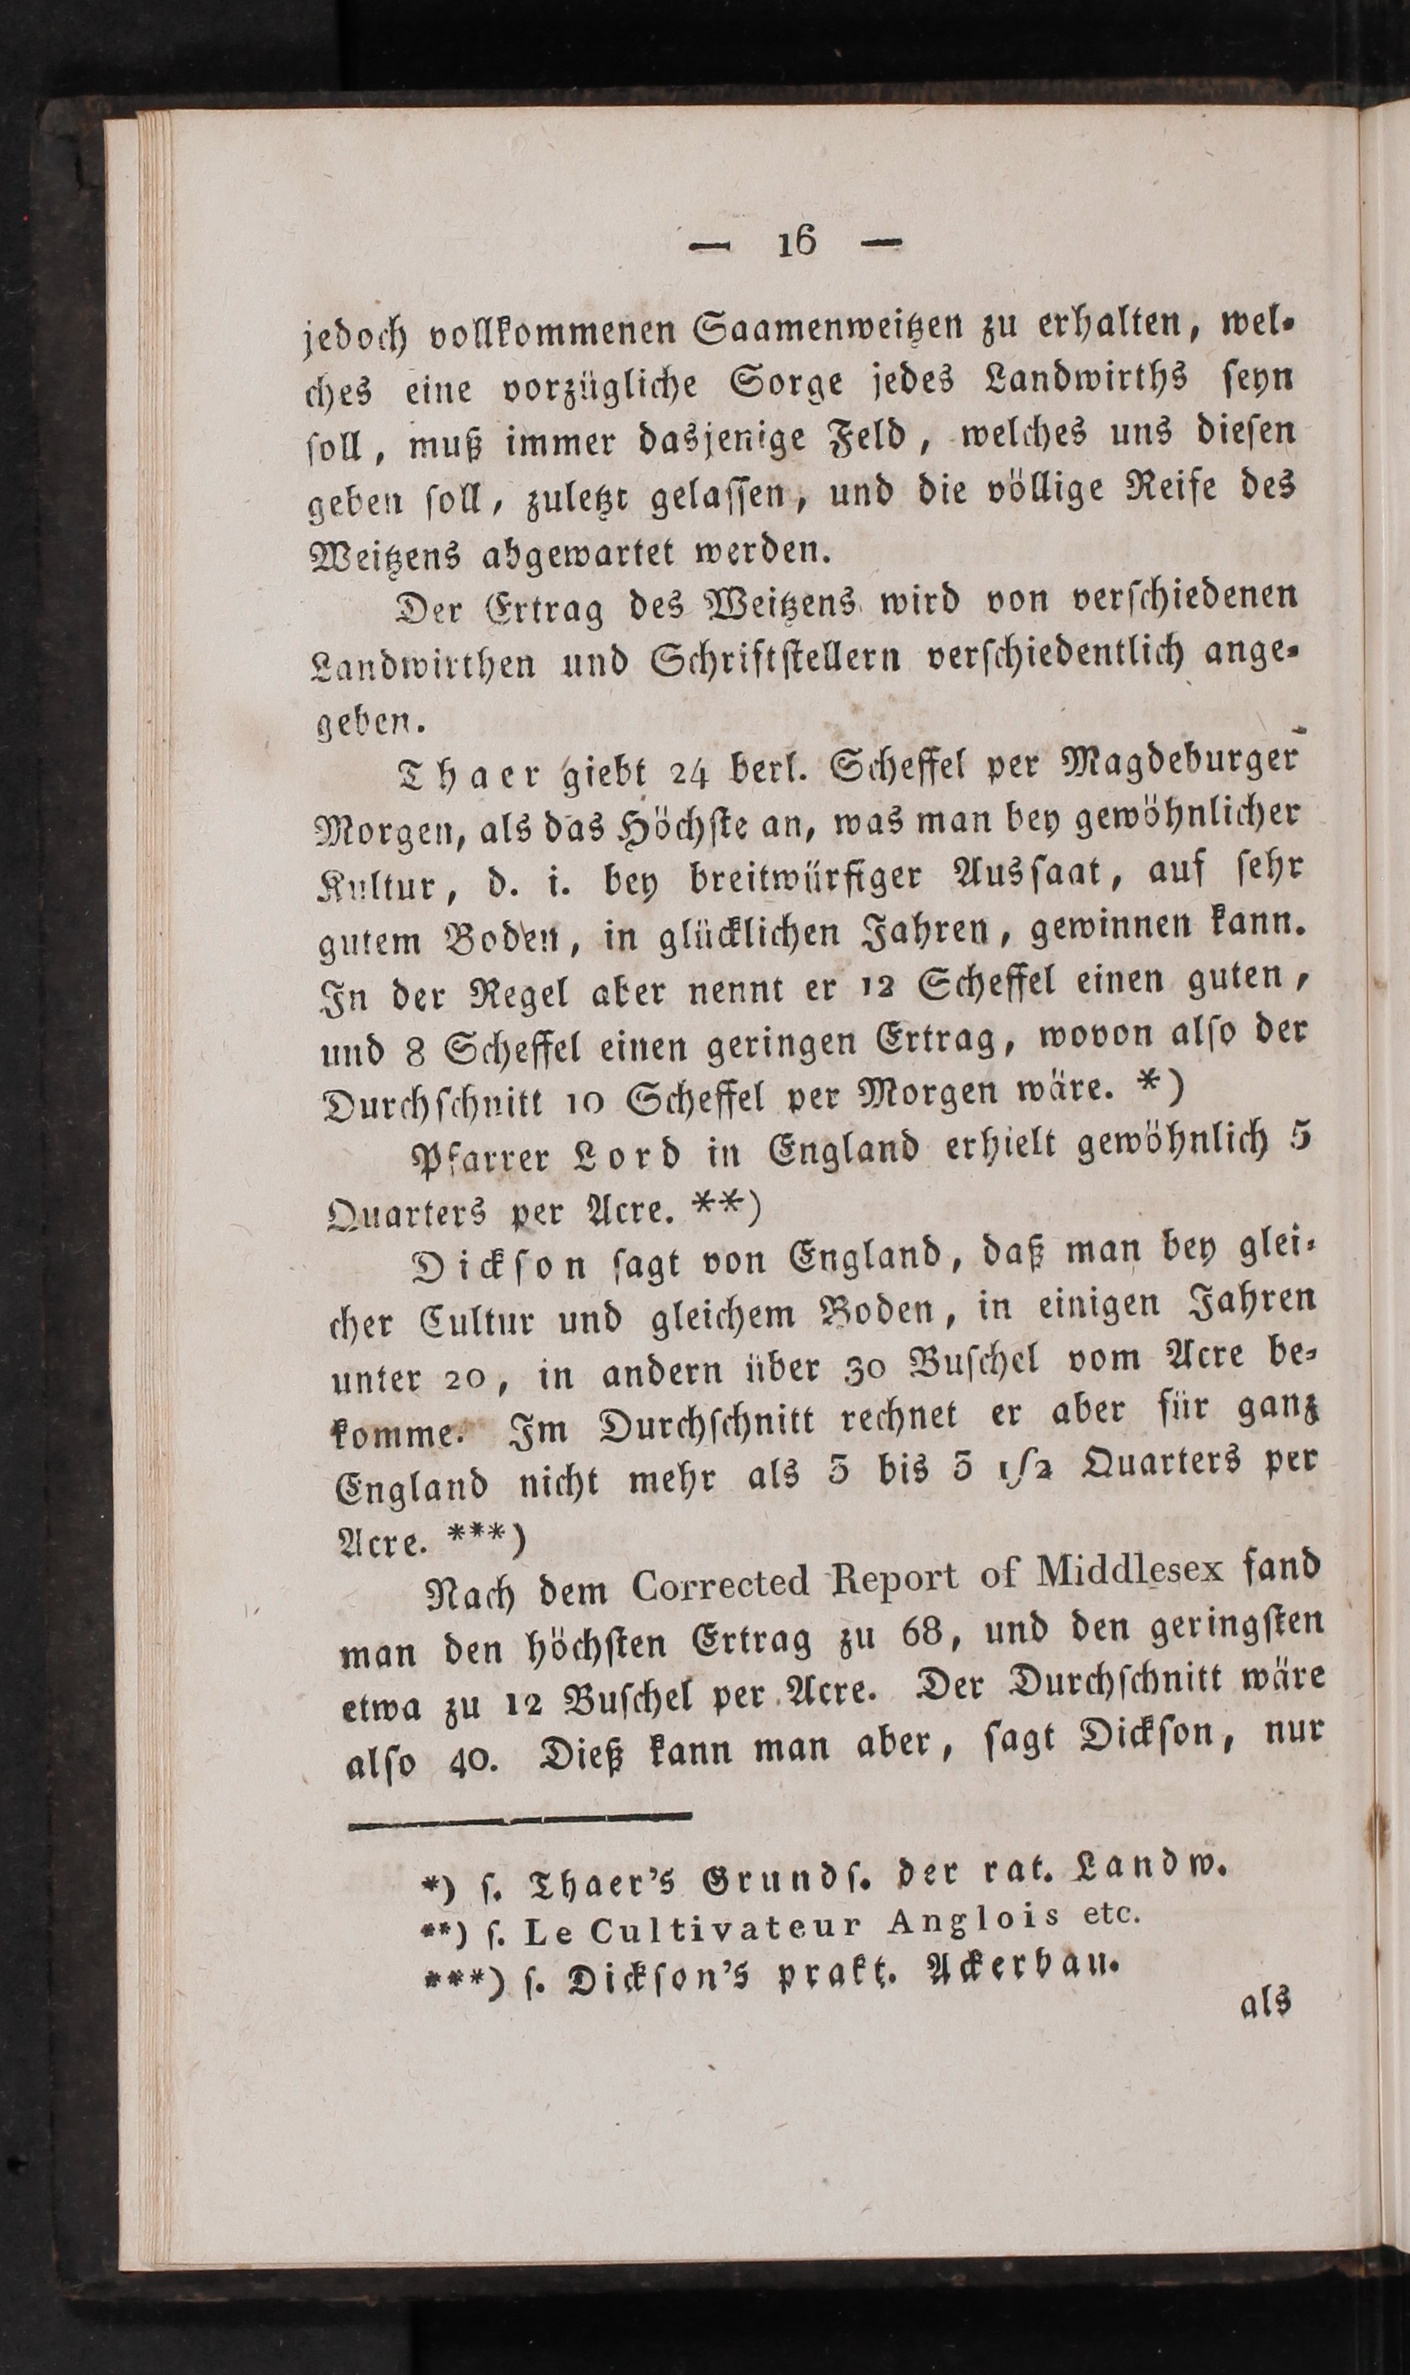 — 16 —
jedoch vollkommenen Saamenweitzen zu erhalten, wel-
ches eine vorzügliche Sorge jedes Landwirths seyn
soll, muß immer dasjenige Feld, welches uns diesen
geben soll, zuletzt gelassen, und die völlige Reife des
Weitzens abgewartet werden.
Der Ertrag des Weitzens wird von verschiedenen
Landwirthen und Schriftstellern verschiedentlich ange-
geben.
Thaer giebt 24 berl. Scheffel per Magdeburger
Morgen, als das Höchste an, was man bey gewöhnlicher
Kultur, d. i. bey breitwürfiger Aussaat, auf sehr
gutem Boden, in glücklichen Jahren, gewinnen kann.
In der Regel aber nennt er 12 Scheffel einen guten,
und 8 Scheffel einen geringen Ertrag, wovon also der
Durchschnitt 10 Scheffel per Morgen wäre. *)
Pfarrer Lord in England erhielt gewöhnlich 5
Quarters per Acre. **)
Dickson sagt von England, daß man bey glei-
cher Cultur und gleichem Boden, in einigen Jahren
unter 20, in andern über 30 Buschel vom Acre be-
komme. Im Durchschnitt rechnet er aber für ganz
England nicht mehr als 3 bis 3 1/2 Quarters per
Acre. ***)
Nach dem Corrected Report of Middlesex fand
man den höchsten Ertrag zu 68, und den geringsten
etwa zu 12 Buschel per Acre. Der Durchschnitt wäre
also 40. Dieß kann man aber, sagt Dickson, nur
*) s. Thaer's Grunds. der rat. Landw.
**) s. Le Cultivateur Anglois etc.
***) s. Dickson's prakt. Ackerbau.
als